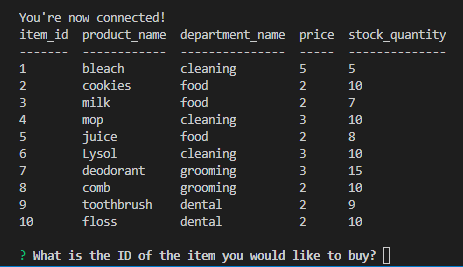 You're now connected!
item_id  product_name  department_name  price  stock_quantity
-------  ------------  ---------------  -----  --------------
1        bleach        cleaning         5      5
2        cookies       food             2      10
3        milk          food             2      7
4        mop           cleaning         3      10
5        juice         food             2      8
6        Lysol         cleaning         3      10
7        deodorant     grooming         3      15
8        comb          grooming         2      10
9        toothbrush    dental           2      9
10       floss         dental           2      10
? What is the ID of the item you would like to buy?